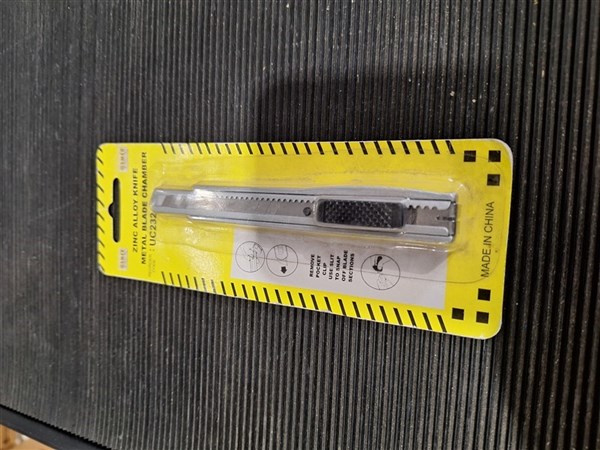 ZINC ALLOY KNIFE
METAL BLADE CHAMBER
UC232
REMOVE
POCKET
CLIP
USE SLIT
TO SNAP
OFF BLADE
SECTIONS
MADE.IN CHINA